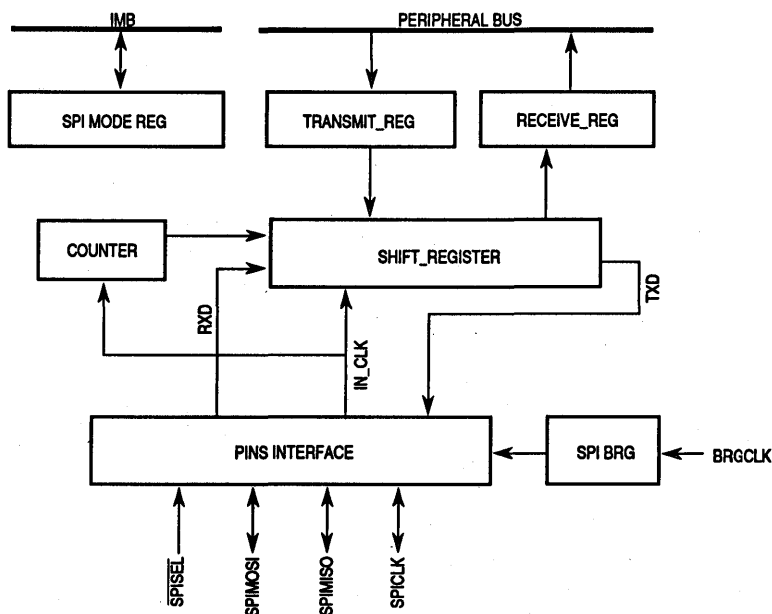 IMB
PERIPHERAL BUS
SPI MODE REG
TRANSMIT_REG
RECEIVE_REG
COUNTER
SHIFT_REGISTER
RXD
IN_CLK
TXD
PINS INTERFACE
SPI BRG
BRGCLK
SPISEL
SPIMOSI
SPIMISO
SPICLK